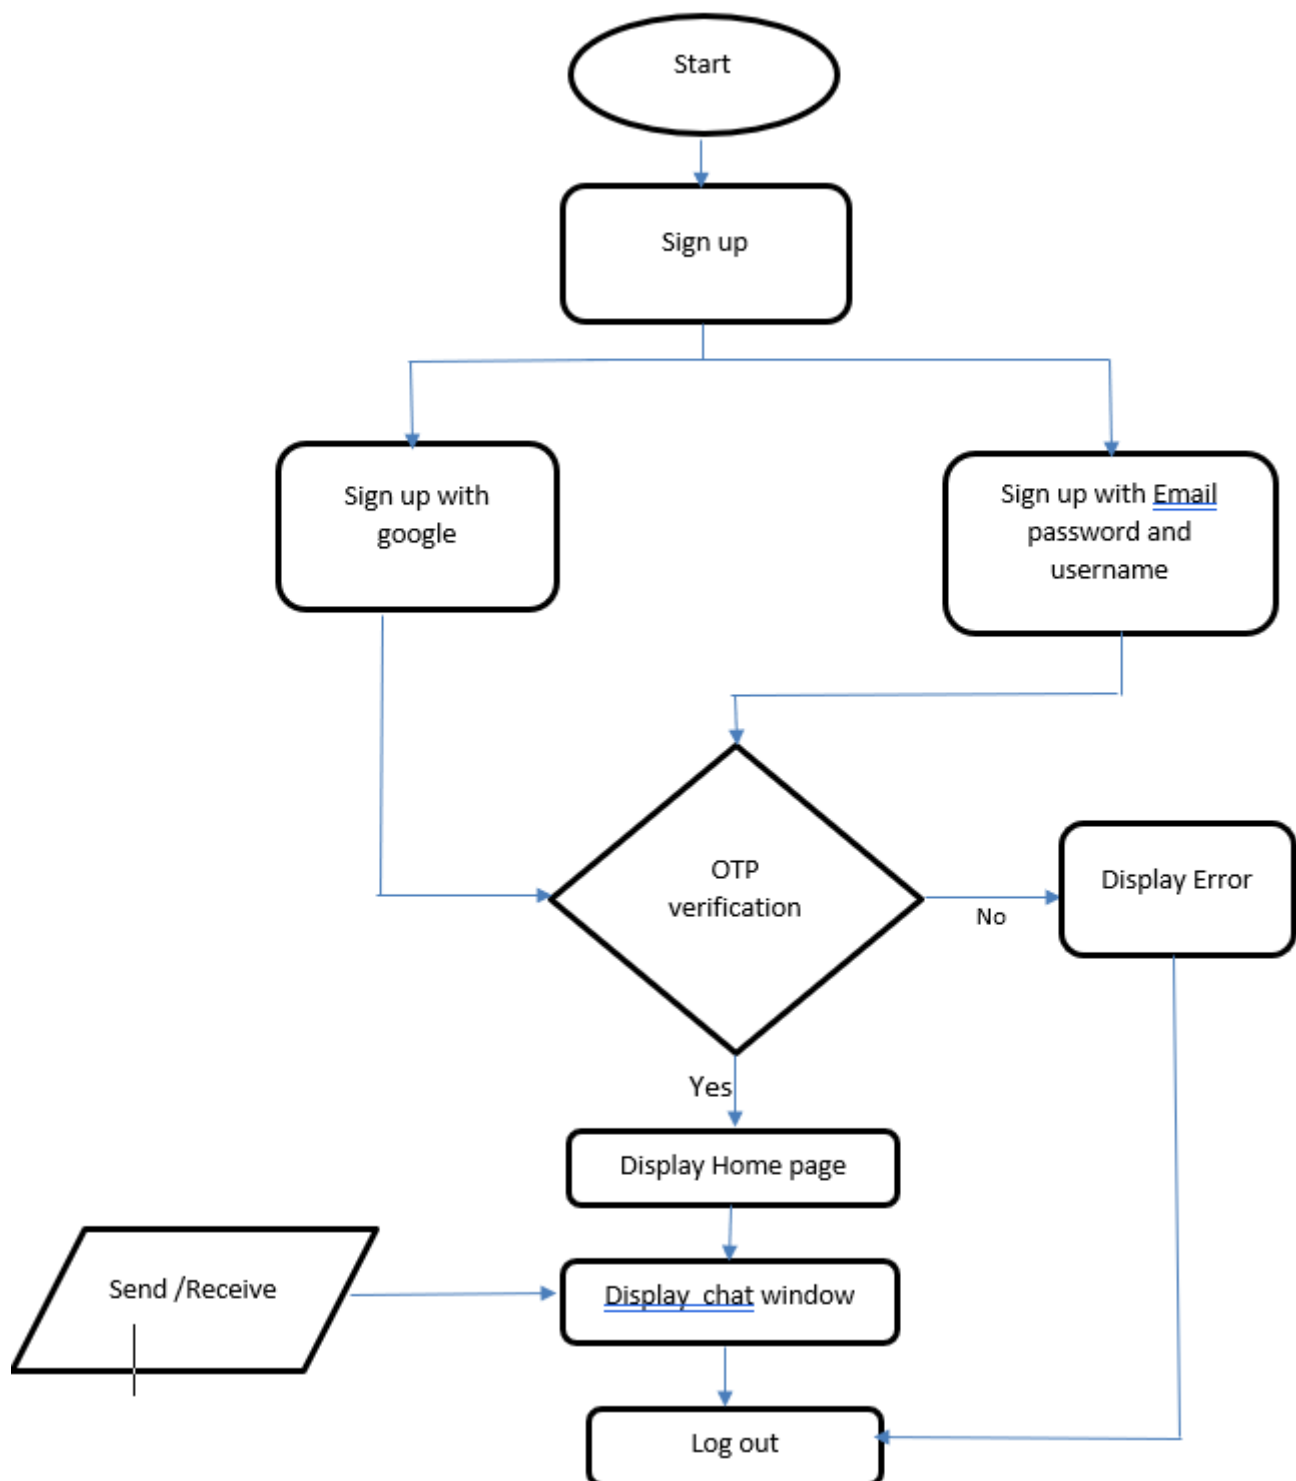 Start
Sign up
Sign up with
google
Sign up with Email
password and
username
OTP
verification
No
Display Error
Yes
Display Home page
Send /Receive
Display  chat window
Log out